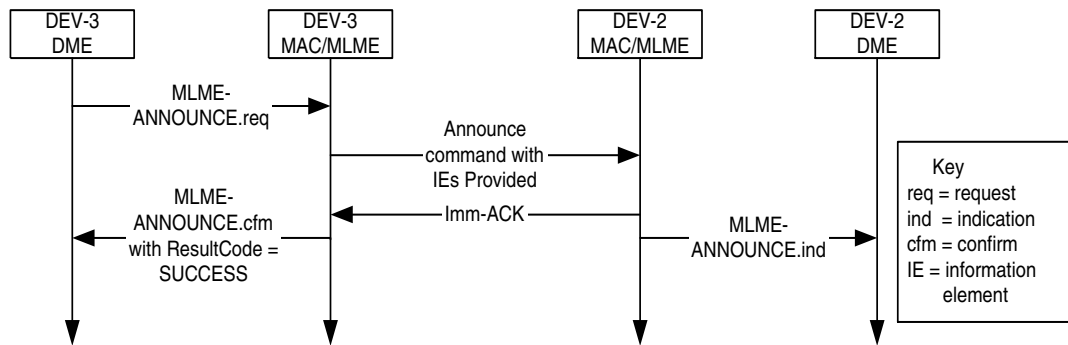 DEV-3
DME
DEV-3
MAC/MLME
DEV-2
MAC/MLME
DEV-2
DME
MLME-
ANNOUNCE.req
Announce
command with
IEs Provided
Imm-ACK
MLME-
ANNOUNCE.cfm
with ResultCode =
SUCCESS
MLME-
ANNOUNCE.ind
Key
req = request
ind = indication
cfm = confirm
IE = information
element